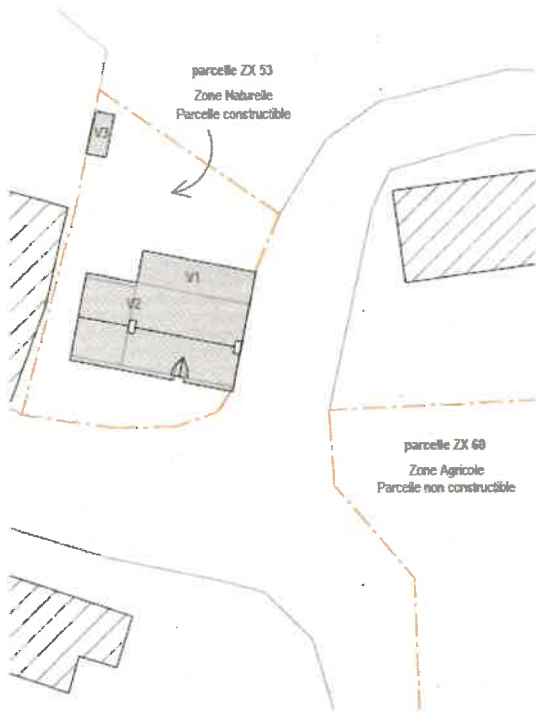 parcelle ZX 53
Zone Naturelle
Parcelle constructible
V3
V1
V2
parcelle ZX 60
Zone Agricole
Parcelle non constructible